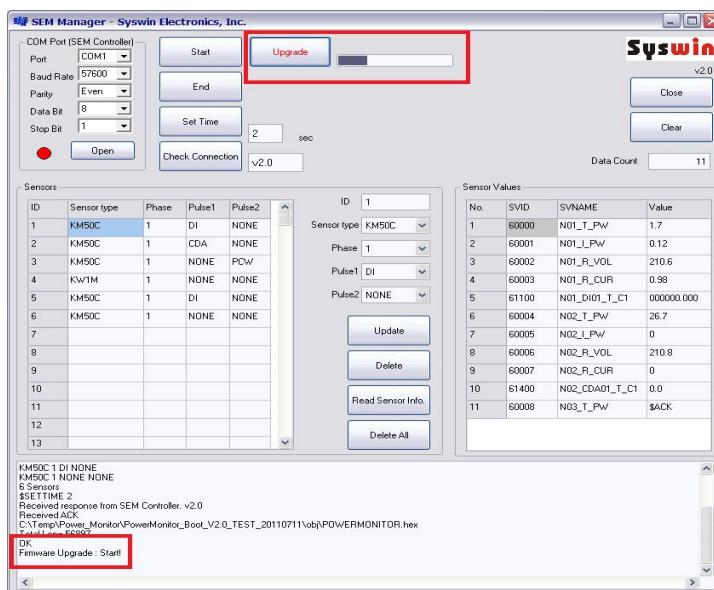 SEM Manager - Syswin Electronics, Inc.
COM Port (SEM Controller)
Port COM1
Baud Rate 57600
Parity Even
Data Bit 8
Stop Bit 1
Open
Start
End
Set Time
Check Connection
2 sec
v2.0
Upgrade
Syswin
v2.0
Close
Clear
Data Count 11
Sensors
ID Sensor type Phase Pulse1 Pulse2
1 KM50C 1 DI NONE
2 KM50C 1 CDA NONE
3 KM50C 1 NONE PCW
4 KW1M 1 NONE NONE
5 KM50C 1 DI NONE
6 KM50C 1 NONE NONE
7
8
9
10
11
12
13
ID 1
Sensor type KM50C
Phase 1
Pulse1 DI
Pulse2 NONE
Update
Delete
Read Sensor Info.
Delete All
Sensor Values
No. SVID SVNAME Value
1 60000 N01_T_PW 1.7
2 60001 N01_I_PW 0.12
3 60002 N01_R_VOL 210.6
4 60003 N01_R_CUR 0.98
5 61100 N01_DI01_T_C1 000000.000
6 60004 N02_T_PW 26.7
7 60005 N02_I_PW 0
8 60006 N02_R_VOL 210.8
9 60007 N02_R_CUR 0
10 61400 N02_CDA01_T_C1 0.0
11 60008 N03_T_PW $ACK
KM50C 1 DI NONE
KM50C 1 NONE NONE
6 Sensors
$SETTIME 2
Received response from SEM Controller. v2.0
Received ACK
C:\Temp\Power_Monitor\PowerMonitor_Boot_V2.0_TEST_20110711\obj\POWERMONITOR.hex
OK
Firmware Upgrade : Start!